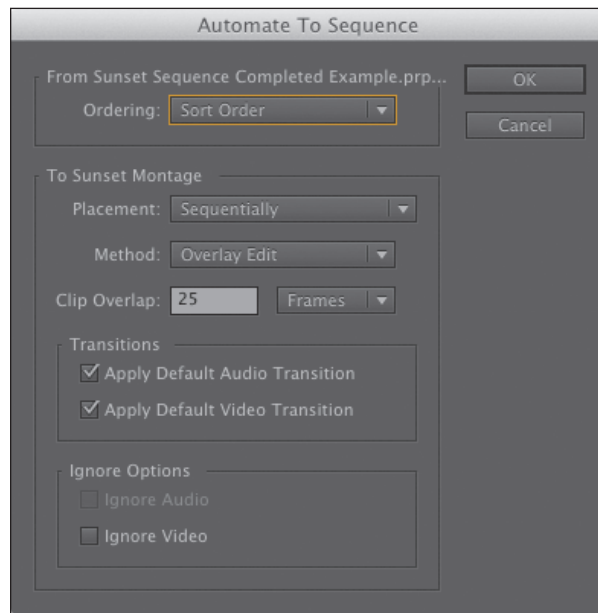 Automate To Sequence
From Sunset Sequence Completed Example.prp...
OK
Ordering: Sort Order
Cancel
To Sunset Montage
Placement: Sequentially
Method: Overlay Edit
Clip Overlap: 25 Frames
Transitions
Apply Default Audio Transition
Apply Default Video Transition
Ignore Options
Ignore Audio
Ignore Video